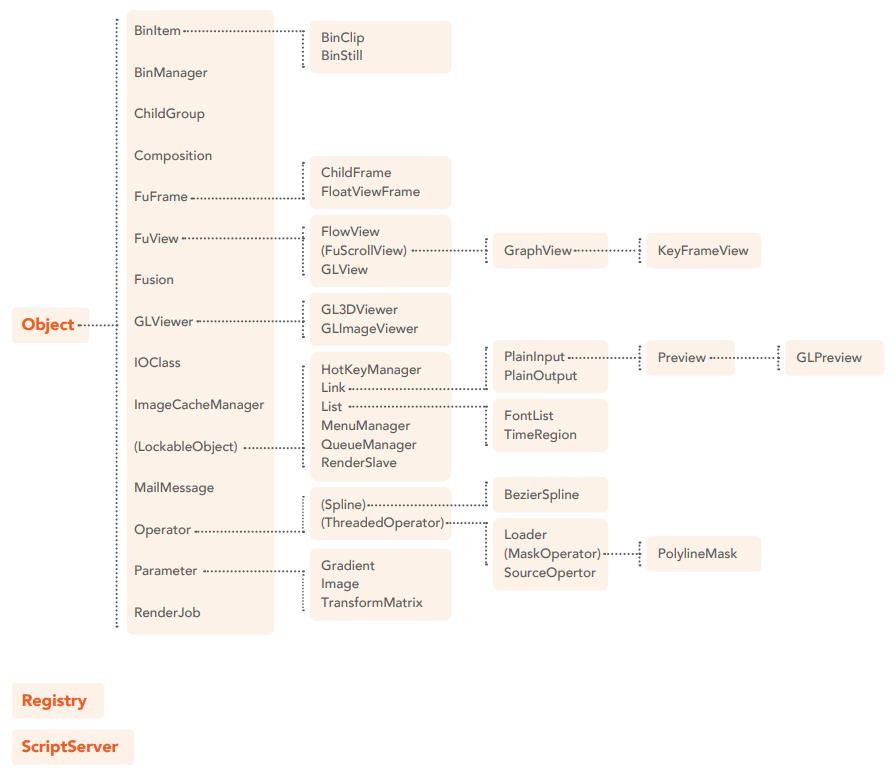 BinItem
BinManager
ChildGroup
Composition
FuFrame
FuView
Fusion
GLViewer
IOClass
ImageCacheManager
(LockableObject)
MailMessage
Operator
Parameter
RenderJob
Object
BinClip
BinStill
ChildFrame
FloatViewFrame
FlowView
(FuScrollView)
GLView
GL3DViewer
GLImageViewer
HotKeyManager
Link
List
MenuManager
QueueManager
RenderSlave
(Spline)
(ThreadedOperator)
Gradient
Image
TransformMatrix
GraphView
KeyFrameView
PlainInput
PlainOutput
Preview
GLPreview
FontList
TimeRegion
BezierSpline
Loader
(MaskOperator)
SourceOpertor
PolylineMask
Registry
ScriptServer